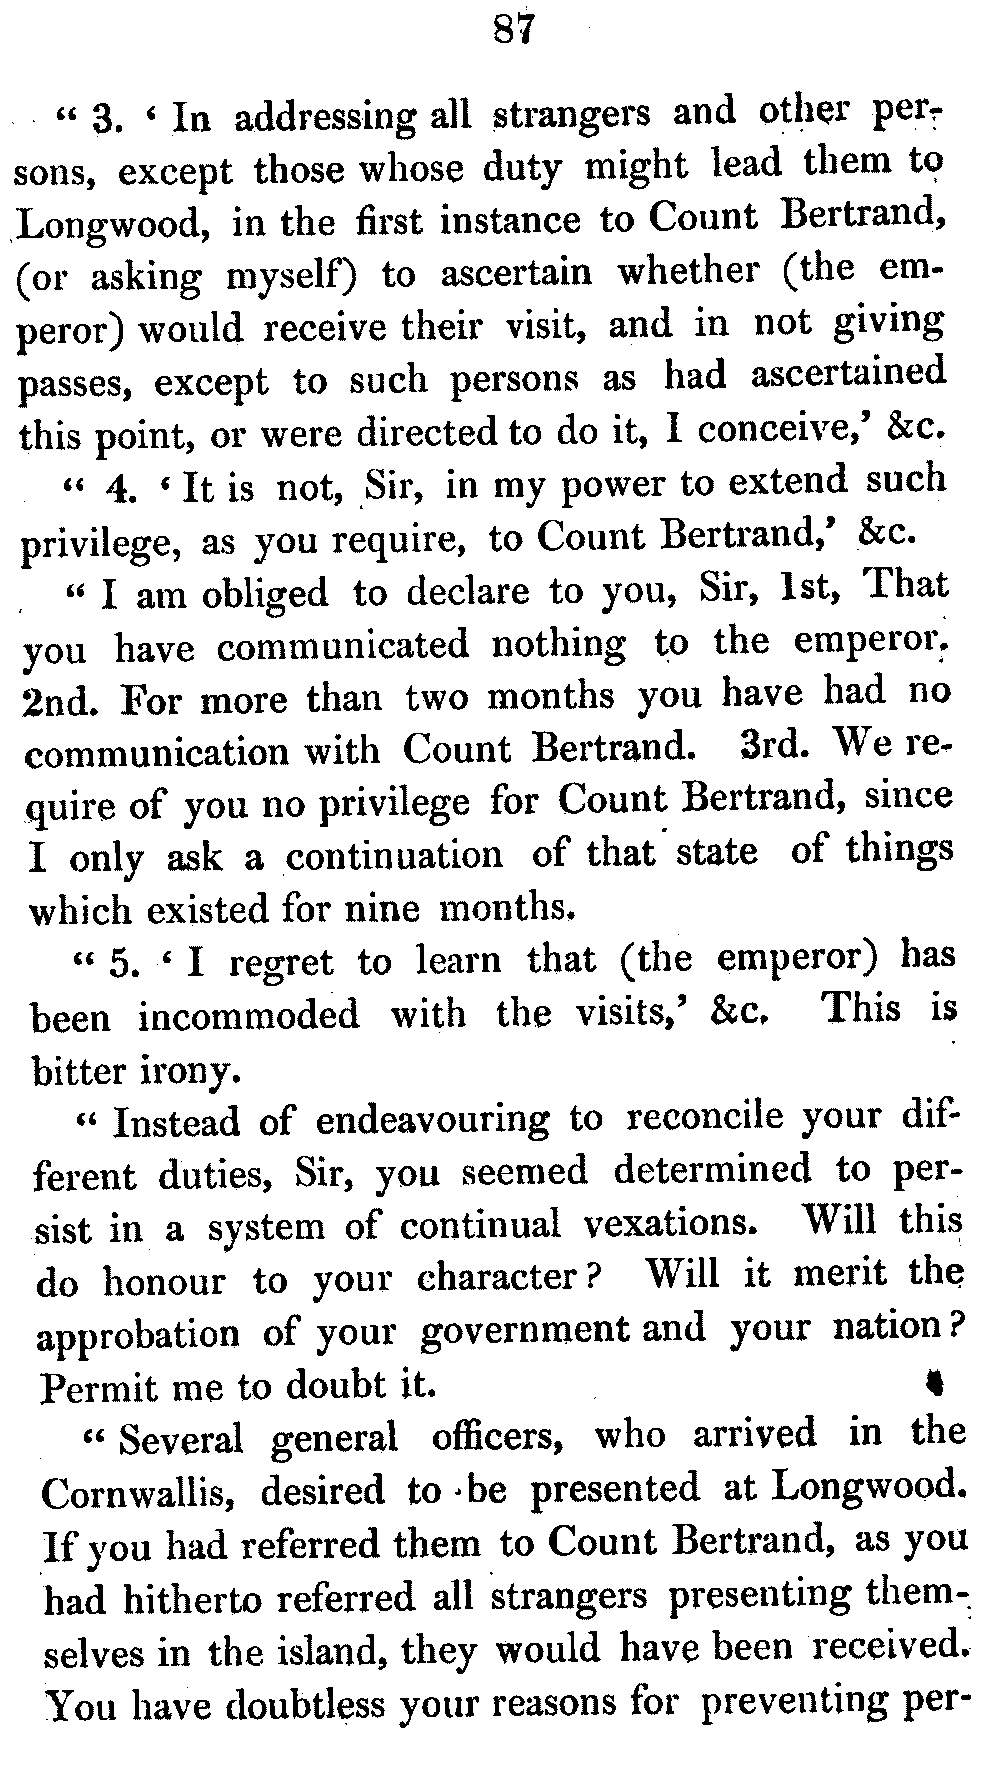 87
“ 3. ‘ In addressing all strangers and other per-
sons, except those whose duty might lead them to
Longwood, in the first instance to Count Bertrand,
(or asking myself) to ascertain whether (the em-
peror) would receive their visit, and in not giving
passes, except to such persons as had ascertained
this point, or were directed to do it, I conceive,’ &c.
“ 4. ‘ It is not, Sir, in my power to extend such
privilege, as you require, to Count Bertrand,’ &c.
“ I am obliged to declare to you, Sir, 1st, That
you have communicated nothing to the emperor.
2nd. For more than two months you have had no
communication with Count Bertrand. 3rd. We re-
quire of you no privilege for Count Bertrand, since
I only ask a continuation of that state of things
which existed for nine months.
“ 5. ‘ I regret to learn that (the emperor) has
been incommoded with the visits,’ &c. This is
bitter irony.
“ Instead of endeavouring to reconcile your dif-
ferent duties, Sir, you seemed determined to per-
sist in a system of continual vexations. Will this
do honour to your character? Will it merit the
approbation of your government and your nation?
Permit me to doubt it.
“ Several general officers, who arrived in the
Cornwallis, desired to be presented at Longwood.
If you had referred them to Count Bertrand, as you
had hitherto referred all strangers presenting them-
selves in the island, they would have been received.
You have doubtless your reasons for preventing per-